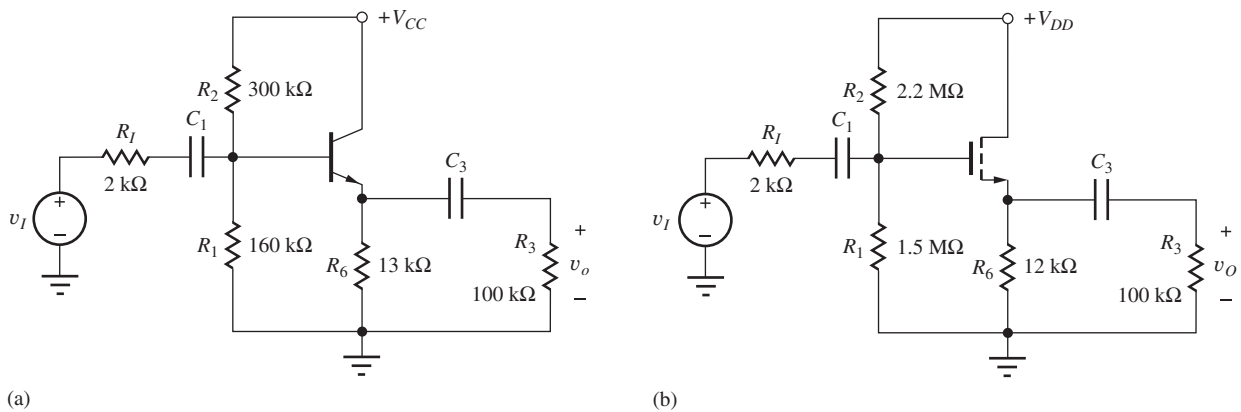 +V_CC
R_2 300 kΩ
C_1
R_I
2 kΩ
C_3
v_I
+
−
R_1 160 kΩ
R_6 13 kΩ
R_3
100 kΩ
+
v_o
−
(a)
+V_DD
R_2 2.2 MΩ
C_1
R_I
2 kΩ
C_3
v_I
+
−
R_1 1.5 MΩ
R_6 12 kΩ
R_3
100 kΩ
+
v_O
−
(b)